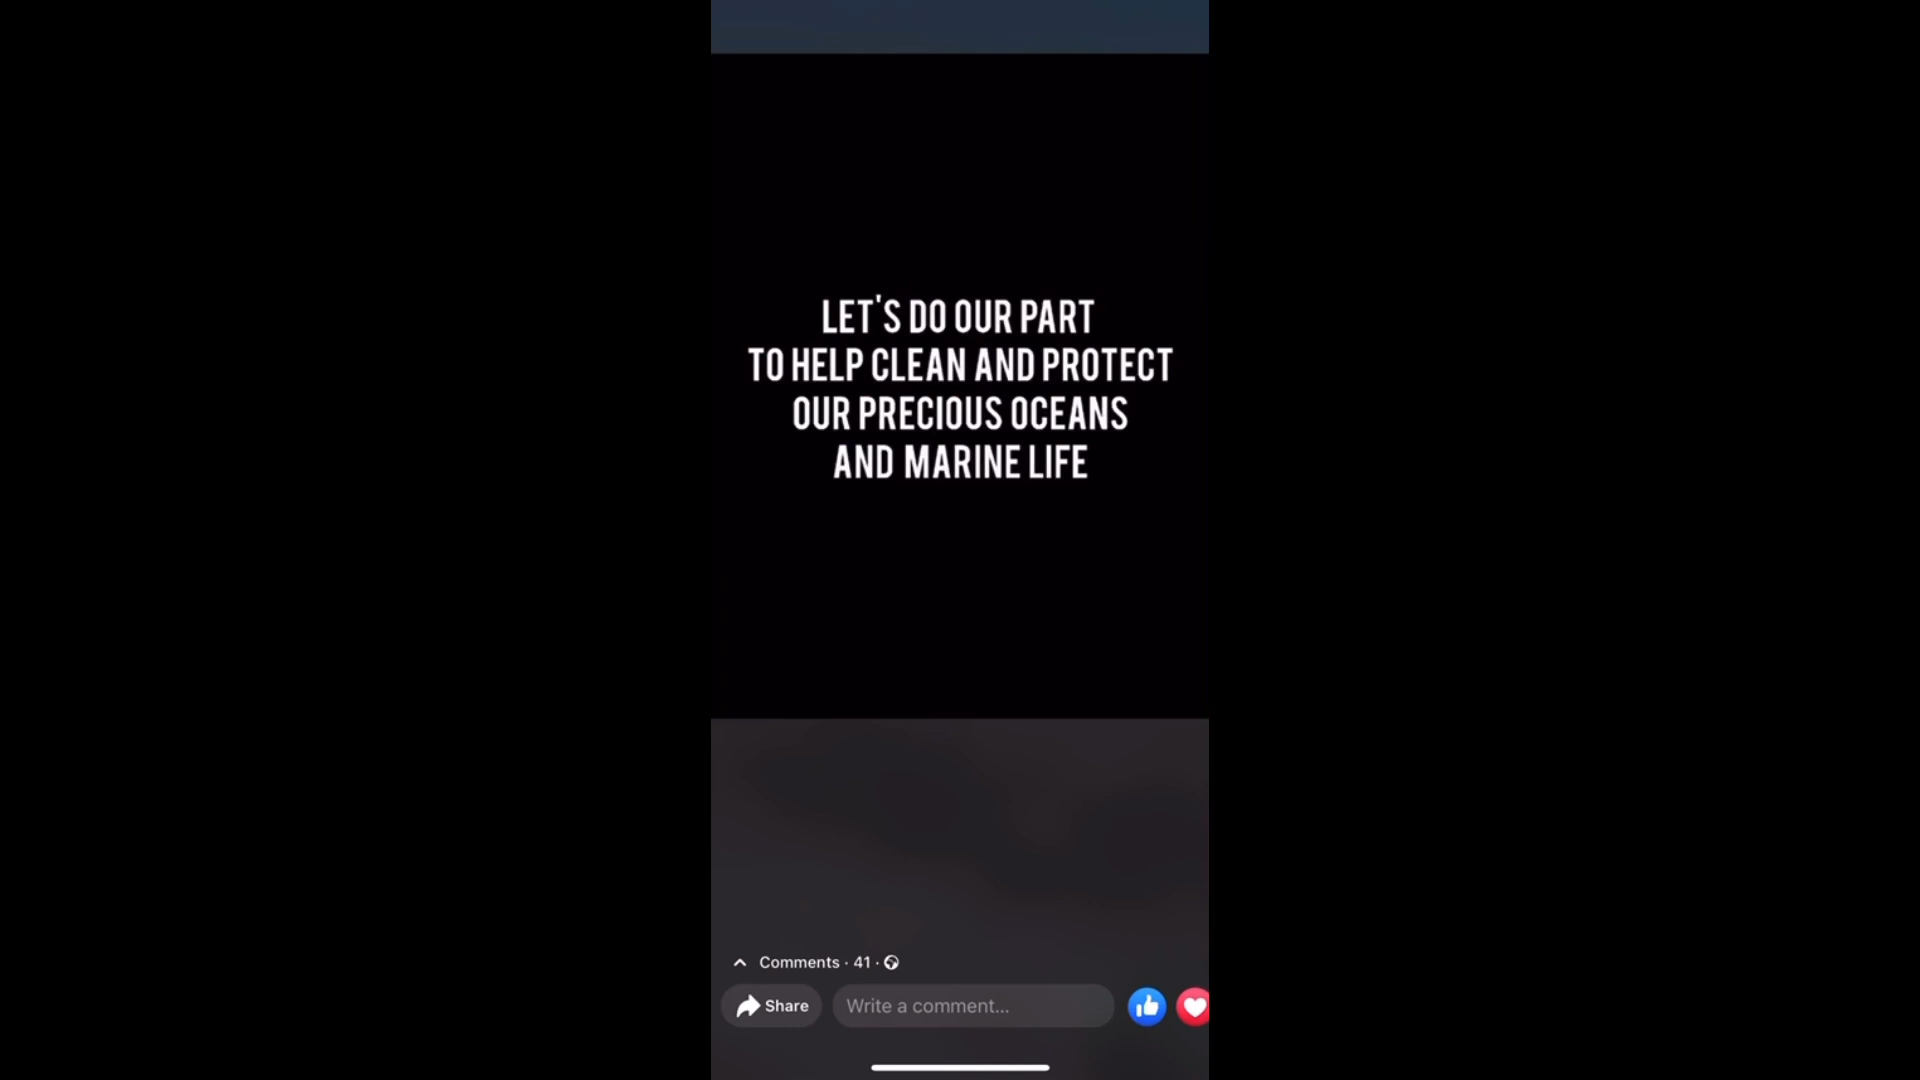 LET'S DO OUR PART
TO HELP CLEAN AND PROTECT
OUR PRECIOUS OCEANS
AND MARINE LIFE
Comments · 41 ·
Share
Write a comment...